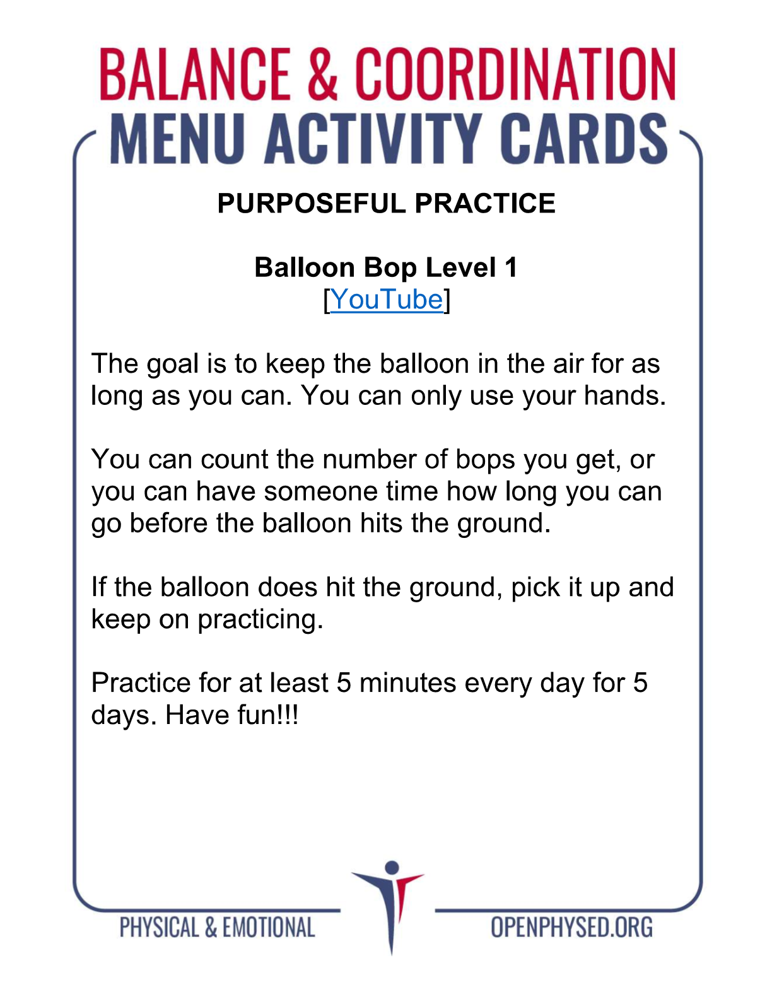 BALANCE & COORDINATION
MENU ACTIVITY CARDS
PURPOSEFUL PRACTICE
Balloon Bop Level 1
[YouTube]
The goal is to keep the balloon in the air for as
long as you can. You can only use your hands.
You can count the number of bops you get, or
you can have someone time how long you can
go before the balloon hits the ground.
If the balloon does hit the ground, pick it up and
keep on practicing.
Practice for at least 5 minutes every day for 5
days. Have fun!!!
PHYSICAL & EMOTIONAL
OPENPHYSED.ORG